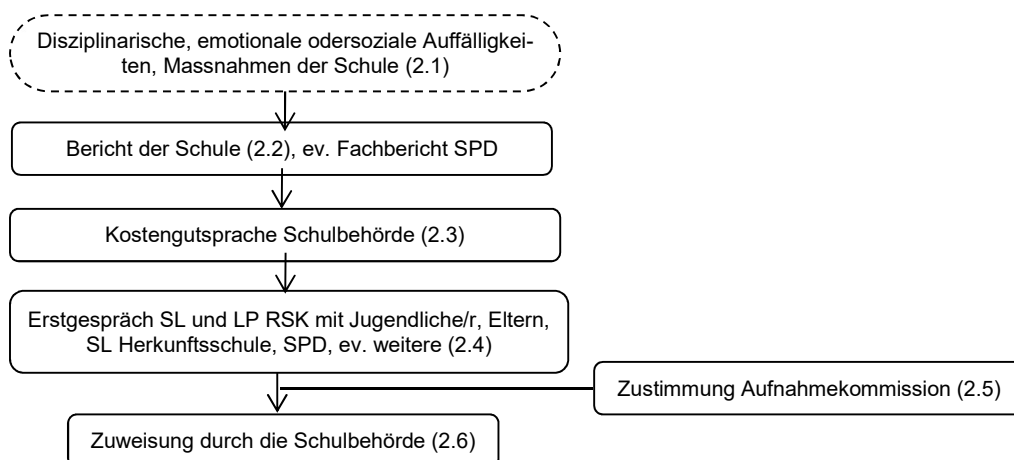 Disziplinarische, emotionale odersoziale Auffälligkei-
ten, Massnahmen der Schule (2.1)
Bericht der Schule (2.2), ev. Fachbericht SPD
Kostengutsprache Schulbehörde (2.3)
Erstgespräch SL und LP RSK mit Jugendliche/r, Eltern,
SL Herkunftsschule, SPD, ev. weitere (2.4)
Zustimmung Aufnahmekommission (2.5)
Zuweisung durch die Schulbehörde (2.6)